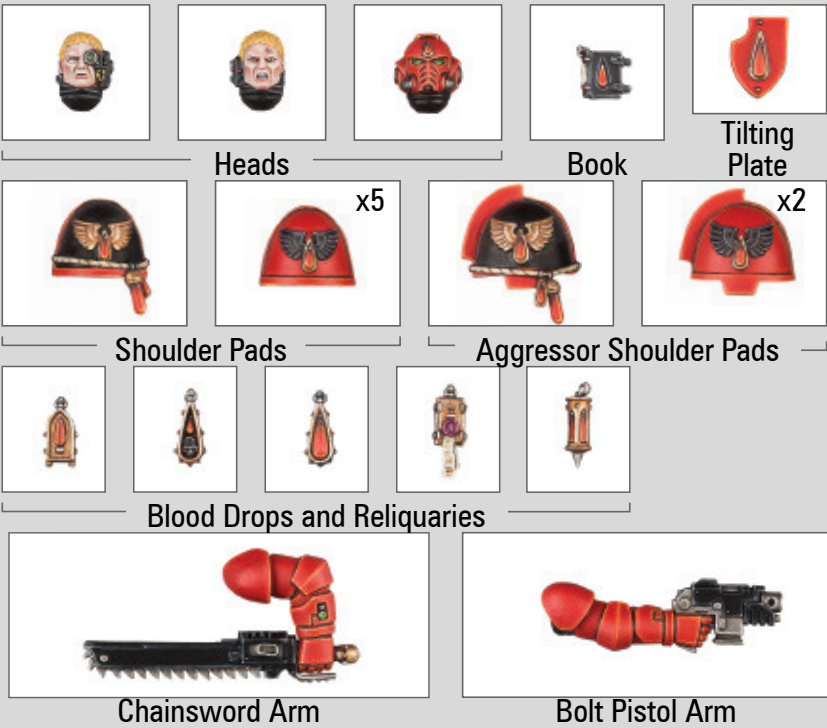 Heads
Book
Tilting
Plate
x5
x2
Shoulder Pads
Aggressor Shoulder Pads
Blood Drops and Reliquaries
Chainsword Arm
Bolt Pistol Arm